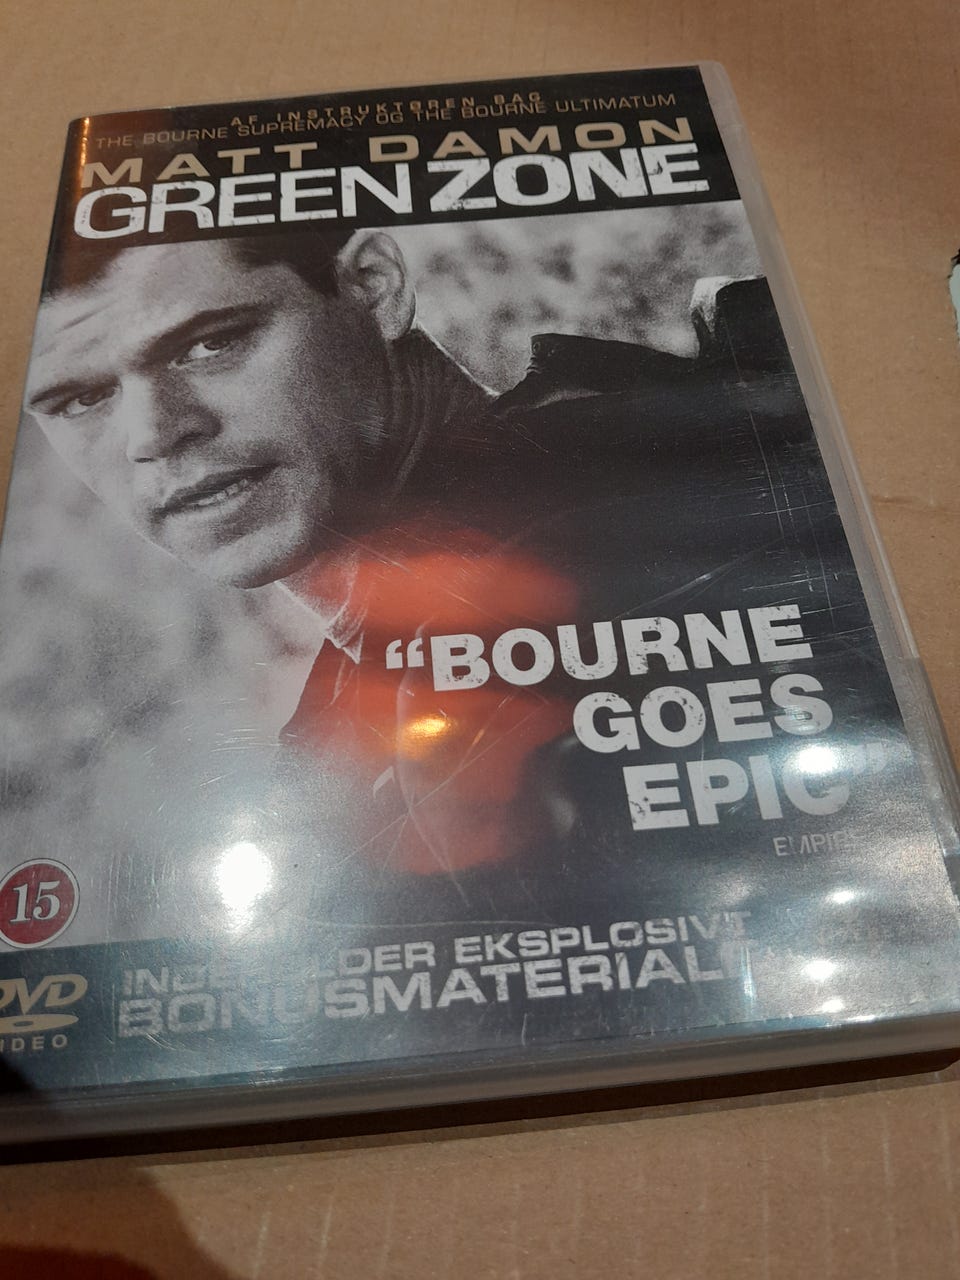 AF INSTRUKTØREN BAG
THE BOURNE SUPREMACY OG THE BOURNE ULTIMATUM
MATT DAMON
GREEN ZONE
“BOURNE
GOES
EPIC”
EMPIRE
15
DVD
VIDEO
INDEHOLDER EKSPLOSIVT
BONUSMATERIALE